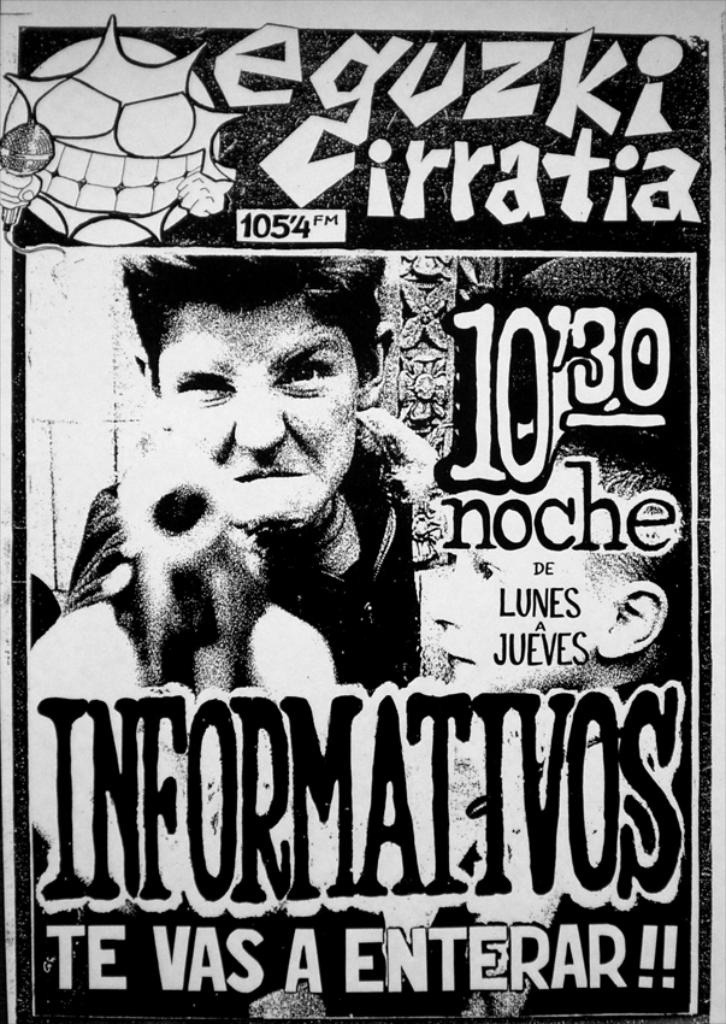 eguzki
irratia
105'4 FM
10'30
noche
DE
LUNES
A
JUEVES
INFORMATIVOS
TE VAS A ENTERAR!!